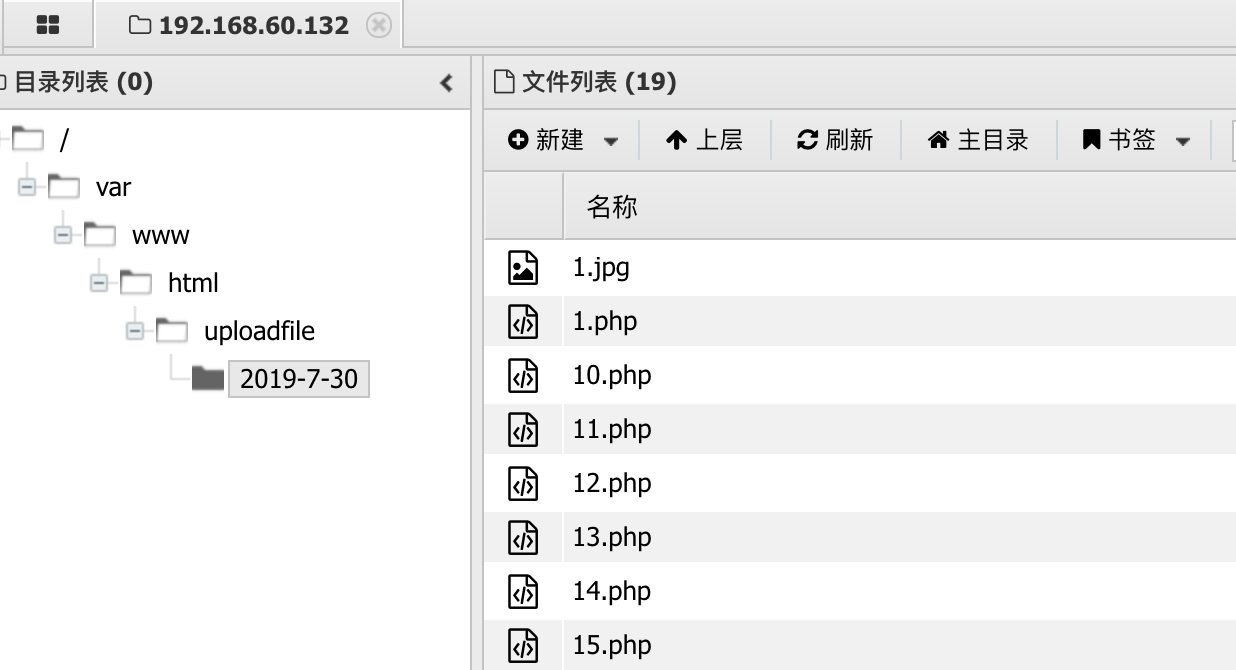 192.168.60.132
目录列表 (0)
/
var
www
html
uploadfile
2019-7-30
文件列表 (19)
新建 上层 刷新 主目录 书签
名称
1.jpg
1.php
10.php
11.php
12.php
13.php
14.php
15.php